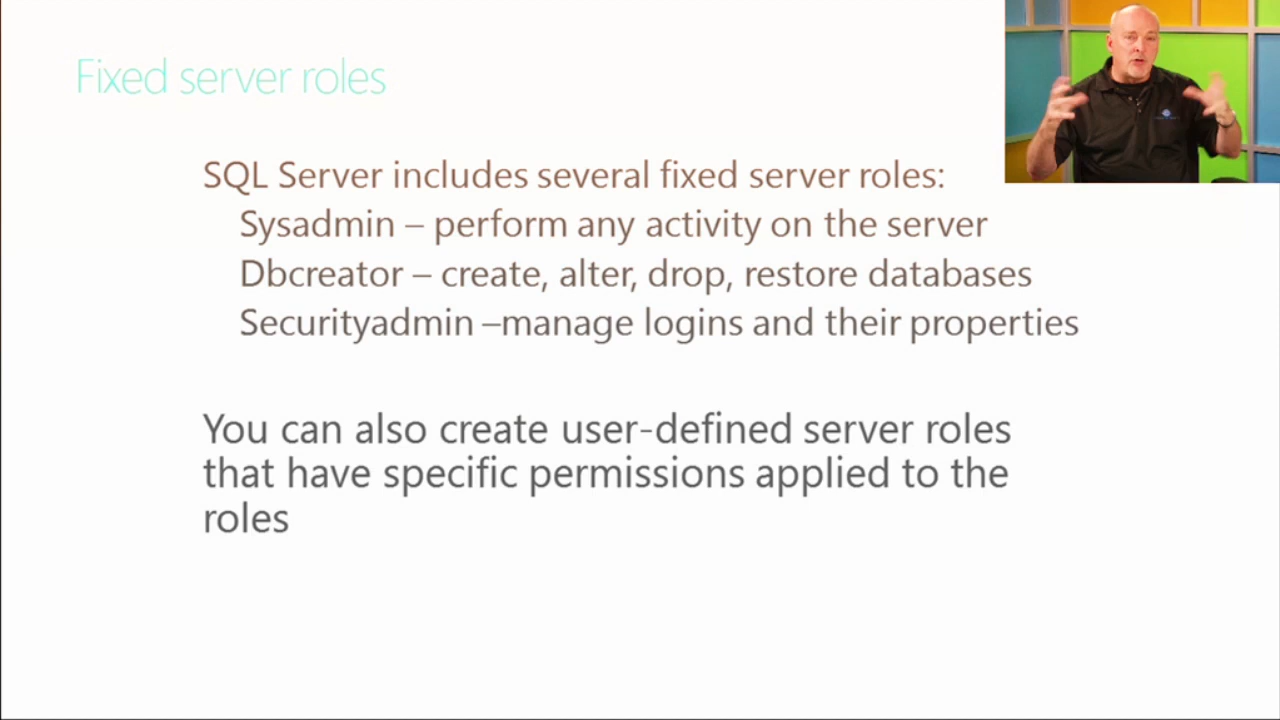 Fixed server roles
SQL Server includes several fixed server roles:
Sysadmin – perform any activity on the server
Dbcreator – create, alter, drop, restore databases
Securityadmin –manage logins and their properties
You can also create user-defined server roles
that have specific permissions applied to the
roles